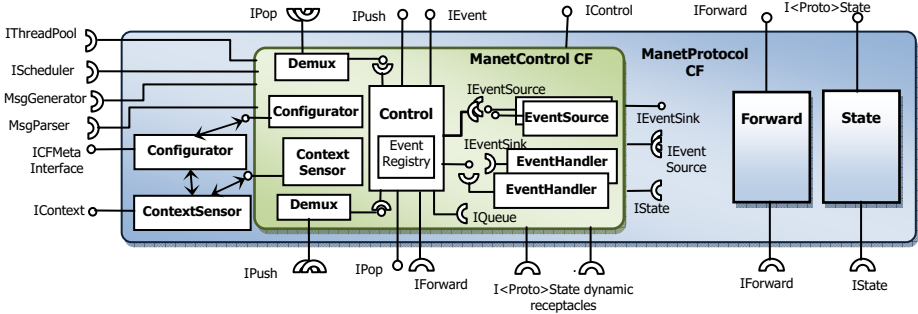 IPop
IPush
IEvent
IControl
IForward
I<Proto>State
IThreadPool
IScheduler
MsgGenerator
MsgParser
ICFMeta
Interface
IContext
ManetControl CF
ManetProtocol
CF
Demux
Configurator
Control
Event
Registry
Context
Sensor
Demux
Configurator
ContextSensor
IEventSource
EventSource
IEventSink
EventHandler
EventHandler
IQueue
IEventSink
IEvent
Source
IState
Forward
State
IPush
IPop
IForward
I<Proto>State dynamic
receptacles
IForward
IState